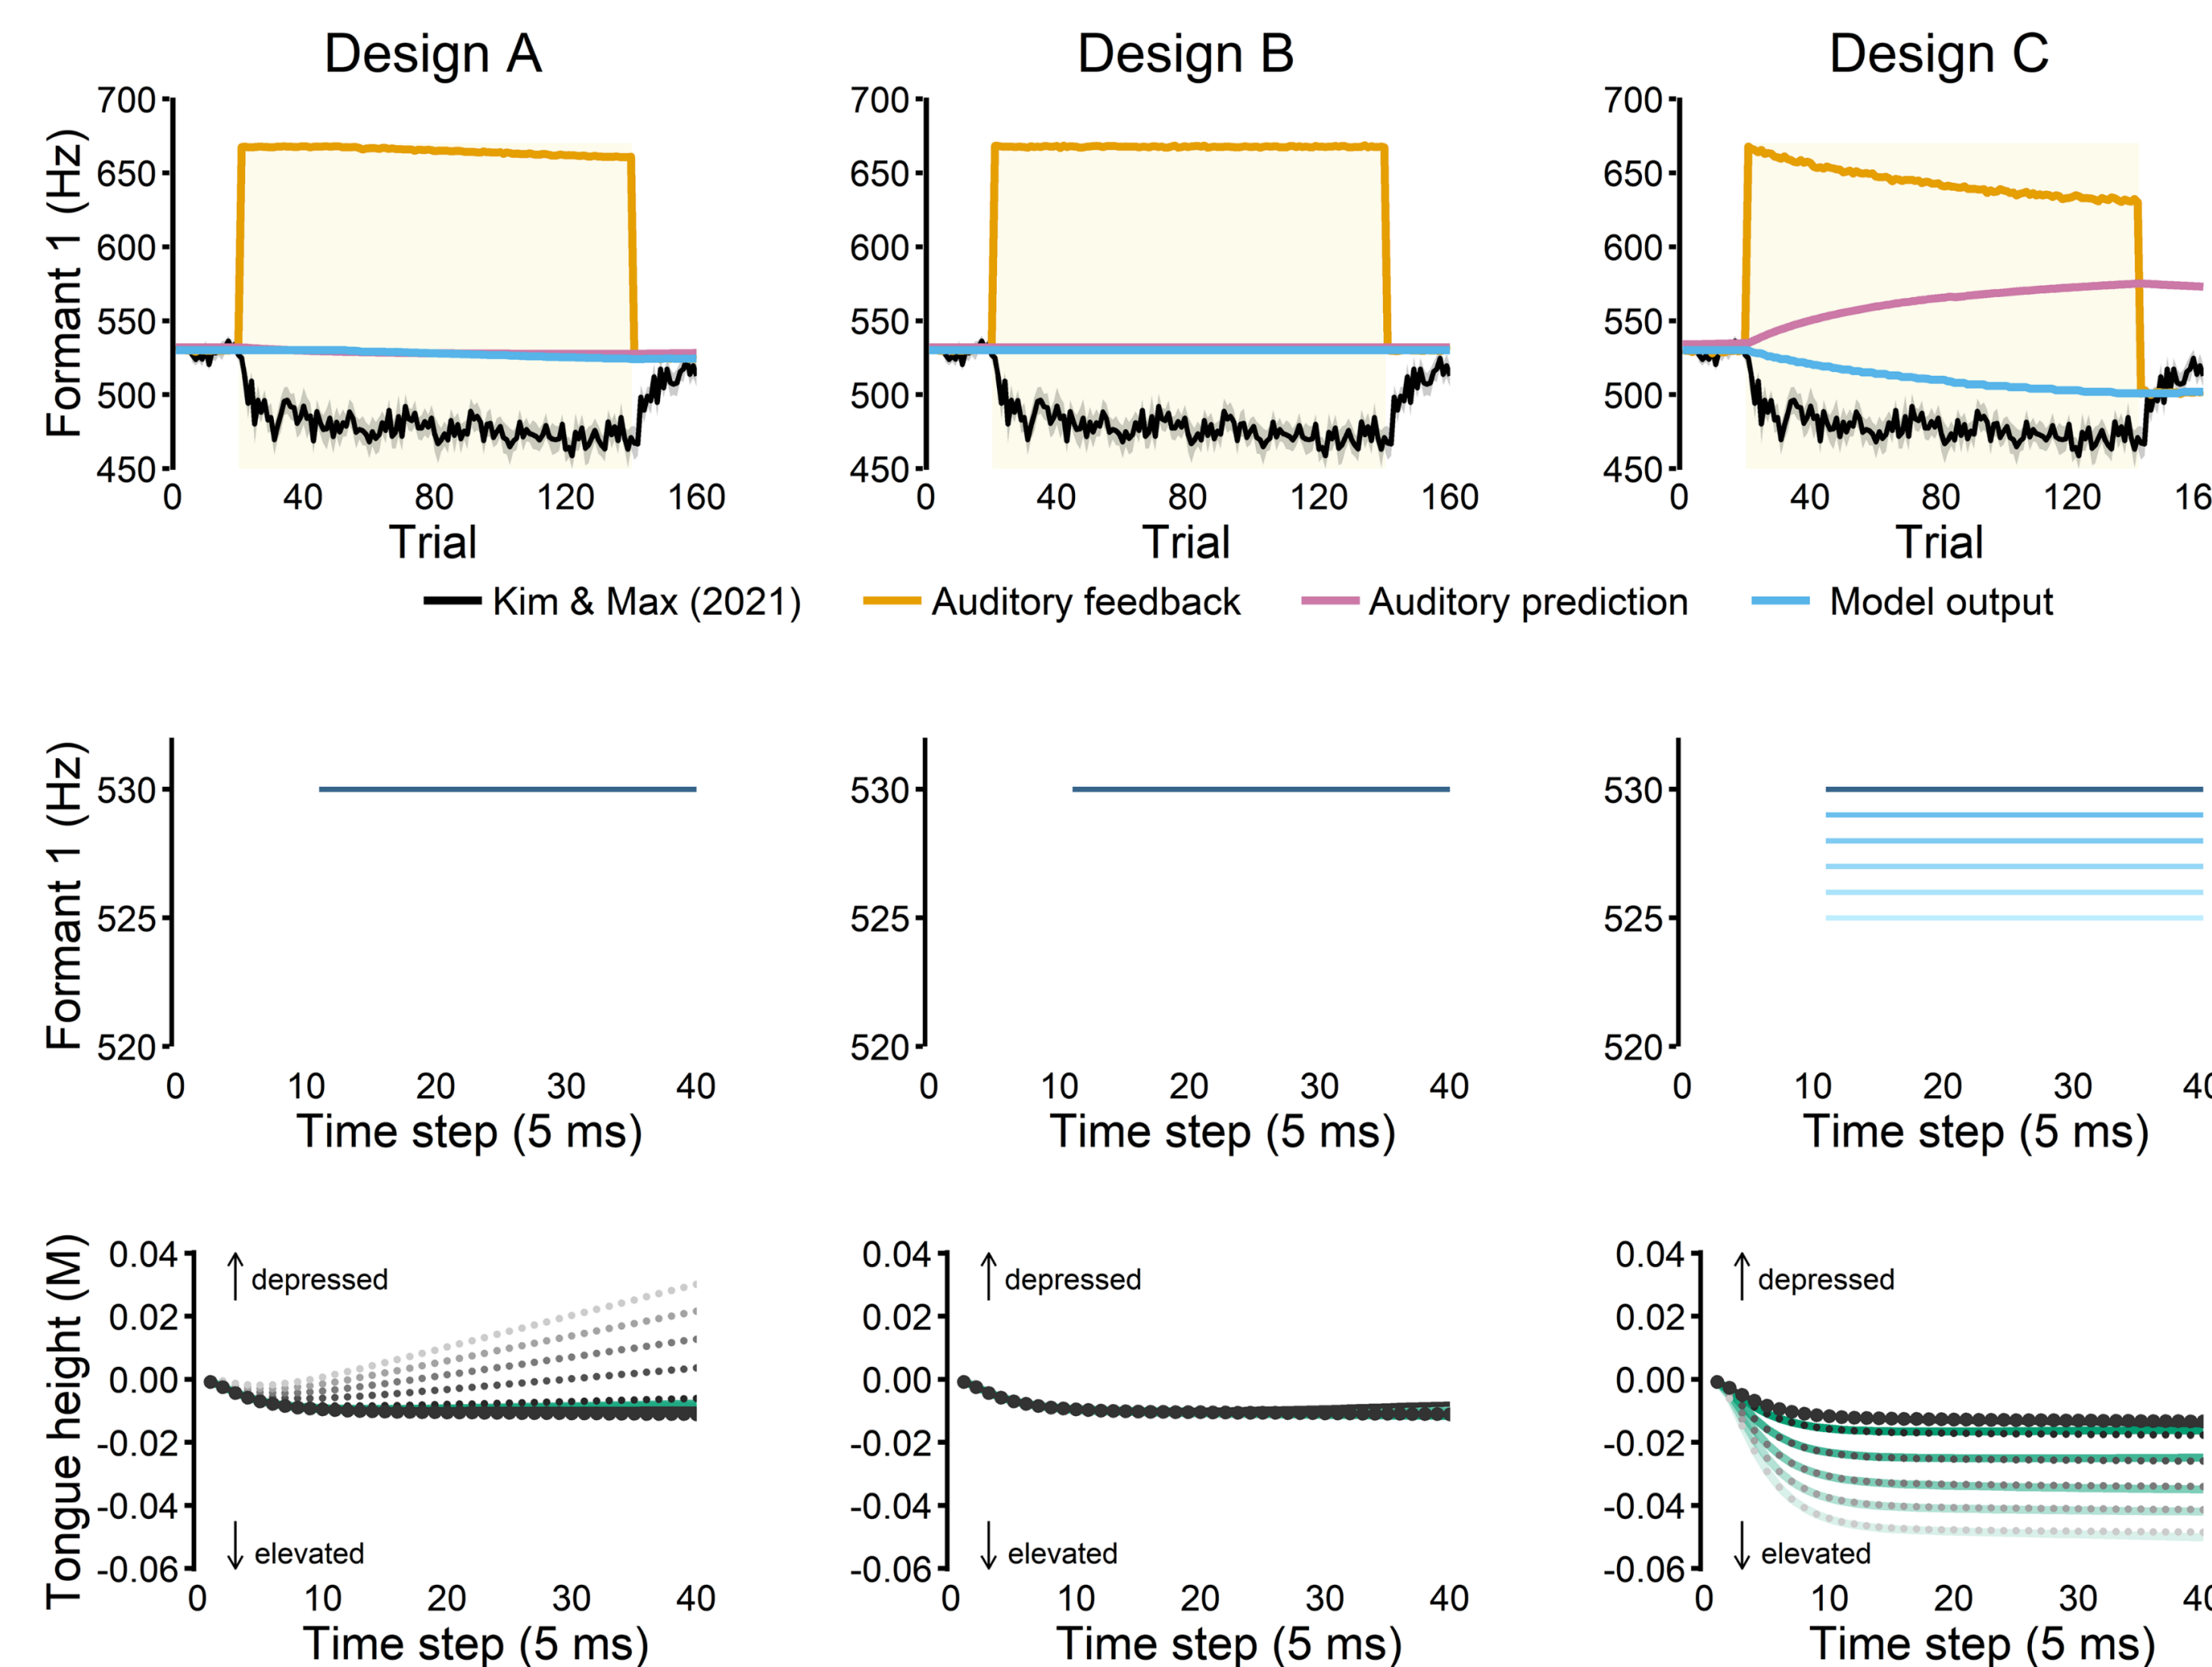 Design A Design B Design C
Formant 1 (Hz)
700 700 700
650 650 650
600 600 600
550 550 550
500 500 500
450 450 450
0 40 80 120 160 0 40 80 120 160 0 40 80 120
Trial Trial Trial
Kim & Max (2021) Auditory feedback Auditory prediction Model output
Formant 1 (Hz)
530 530 530
525 525 525
520 520 520
0 10 20 30 40 0 10 20 30 40 0 10 20 30
Time step (5 ms) Time step (5 ms) Time step (5 ms)
Tongue height (M)
0.04 0.04 0.04
depressed depressed depressed
0.02 0.02 0.02
0.00 0.00 0.00
-0.02 -0.02 -0.02
-0.04 -0.04 -0.04
elevated elevated elevated
-0.06 -0.06 -0.06
0 10 20 30 40 0 10 20 30 40 0 10 20 30
Time step (5 ms) Time step (5 ms) Time step (5 ms)